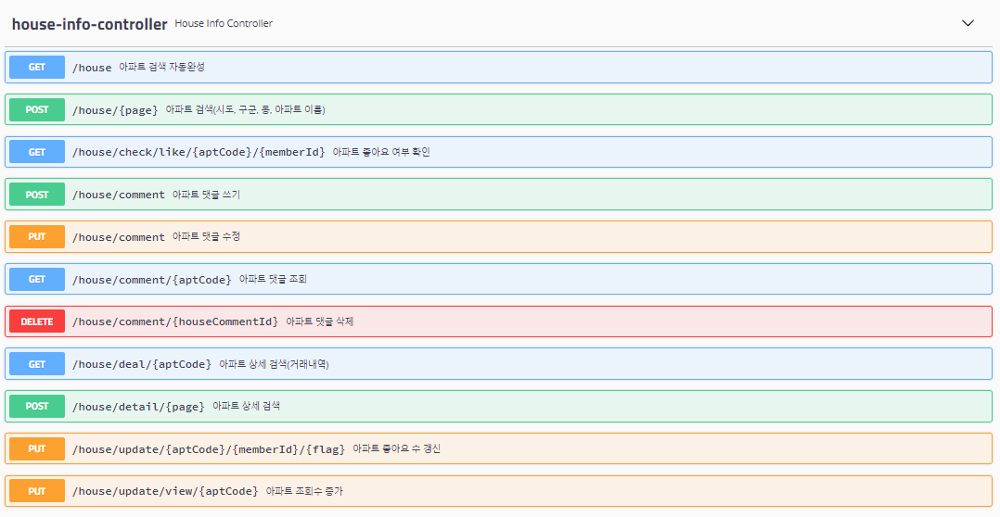 house-info-controller House Info Controller
GET /house 아파트 검색 자동완성
POST /house/{page} 아파트 검색(시도, 구군, 동, 아파트 이름)
GET /house/check/like/{aptCode}/{memberId} 아파트 좋아요 여부 확인
POST /house/comment 아파트 댓글 쓰기
PUT /house/comment 아파트 댓글 수정
GET /house/comment/{aptCode} 아파트 댓글 조회
DELETE /house/comment/{houseCommentId} 아파트 댓글 삭제
GET /house/deal/{aptCode} 아파트 상세 검색(거래내역)
POST /house/detail/{page} 아파트 상세 검색
PUT /house/update/{aptCode}/{memberId}/{flag} 아파트 좋아요 수 갱신
PUT /house/update/view/{aptCode} 아파트 조회수 증가